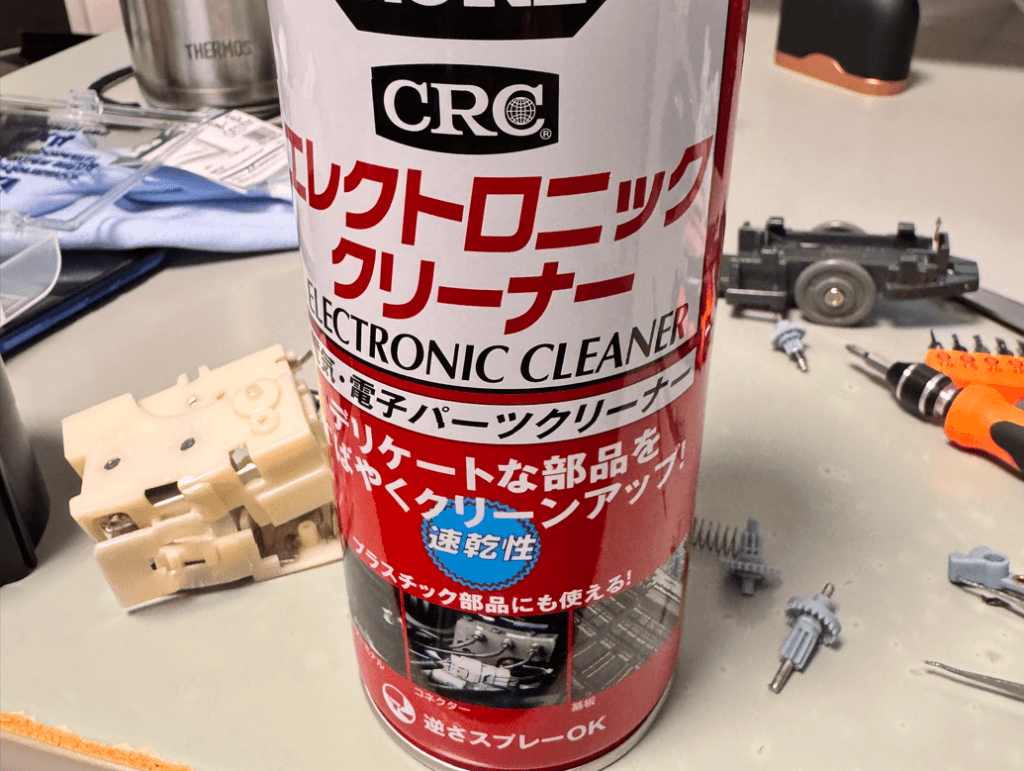 THERMOS
CRC
エレクトロニック
クリーナー
ELECTRONIC CLEANER
気・電子パーツクリーナー
デリケートな部品を
ばやくクリーンアップ!
速乾性
プラスチック部品にも使える!
コネクター
基板
逆さスプレーOK